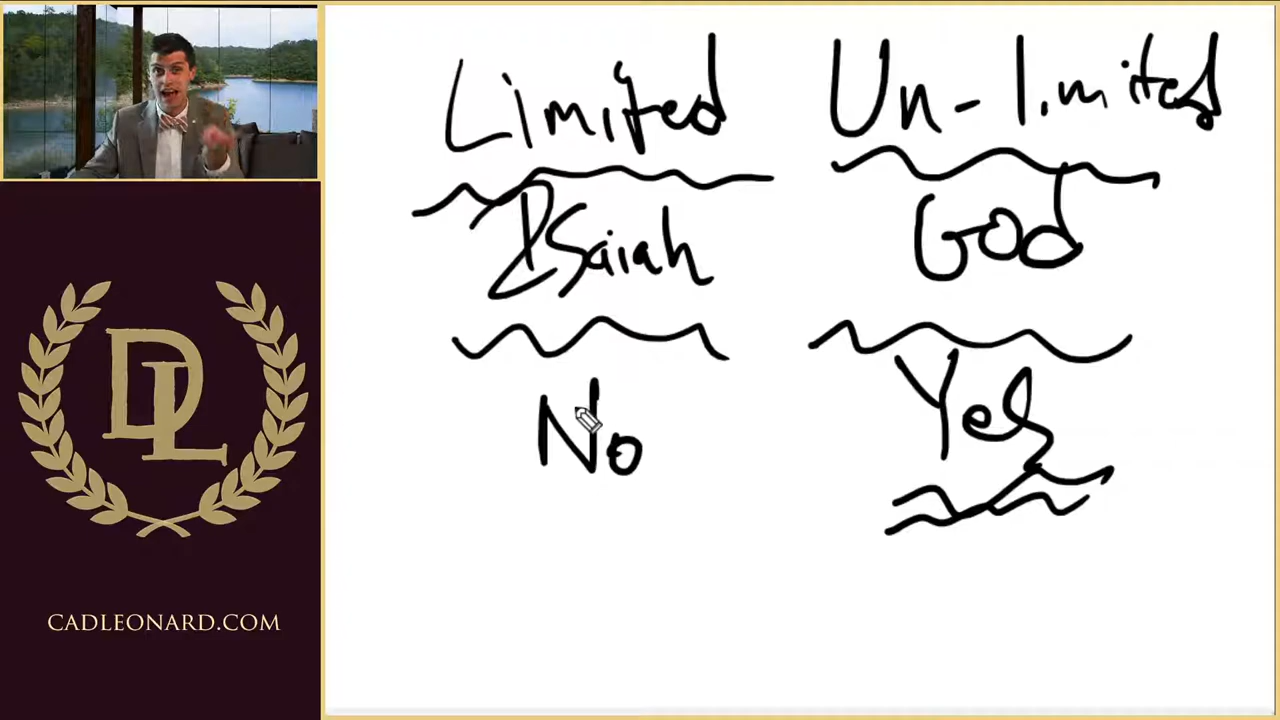 Limited Un-limited
Isaiah God
No Yes
DL
CADLEONARD.COM